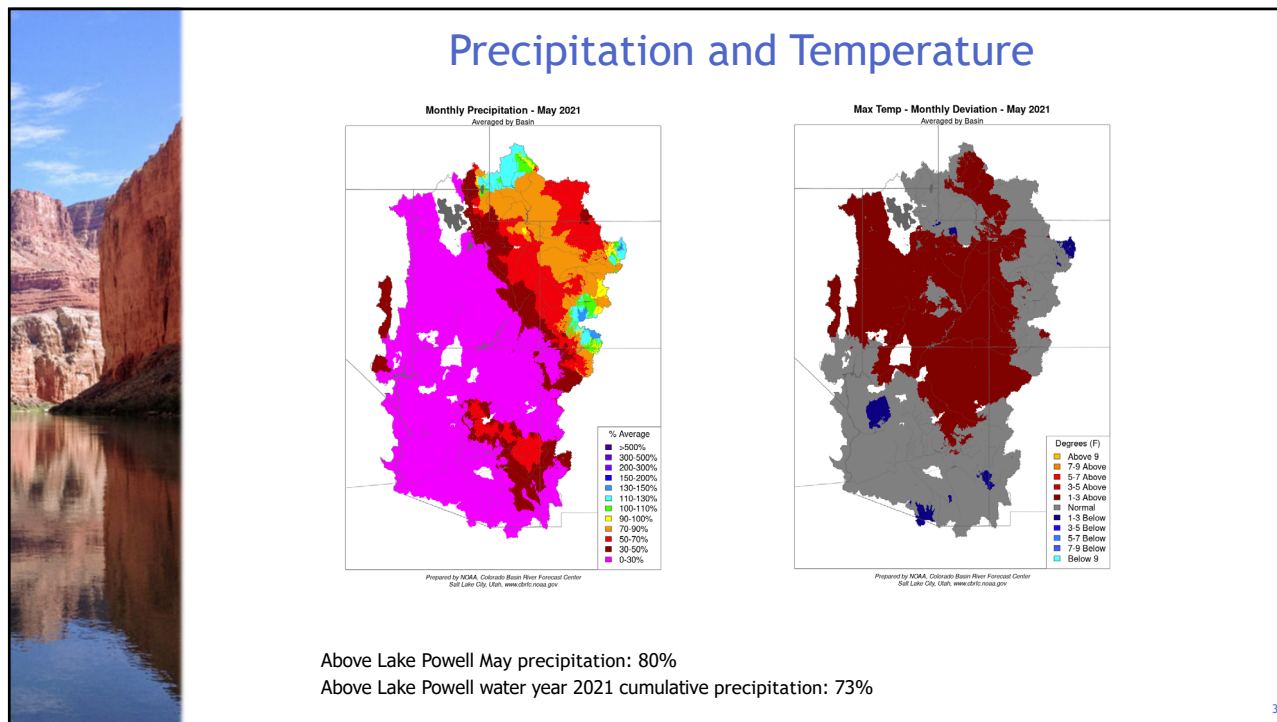 Precipitation and Temperature
Monthly Precipitation - May 2021
Averaged by Basin
% Average
>500%
300-500%
200-300%
150-200%
130-150%
110-130%
100-110%
90-100%
70-90%
50-70%
30-50%
0-30%
Prepared by NOAA, Colorado Basin River Forecast Center
Salt Lake City, Utah, www.cbrfc.noaa.gov
Max Temp - Monthly Deviation - May 2021
Averaged by Basin
Degrees (F)
Above 9
7-9 Above
5-7 Above
3-5 Above
1-3 Above
Normal
1-3 Below
3-5 Below
5-7 Below
7-9 Below
Below 9
Prepared by NOAA, Colorado Basin River Forecast Center
Salt Lake City, Utah, www.cbrfc.noaa.gov
Above Lake Powell May precipitation: 80%
Above Lake Powell water year 2021 cumulative precipitation: 73%
3